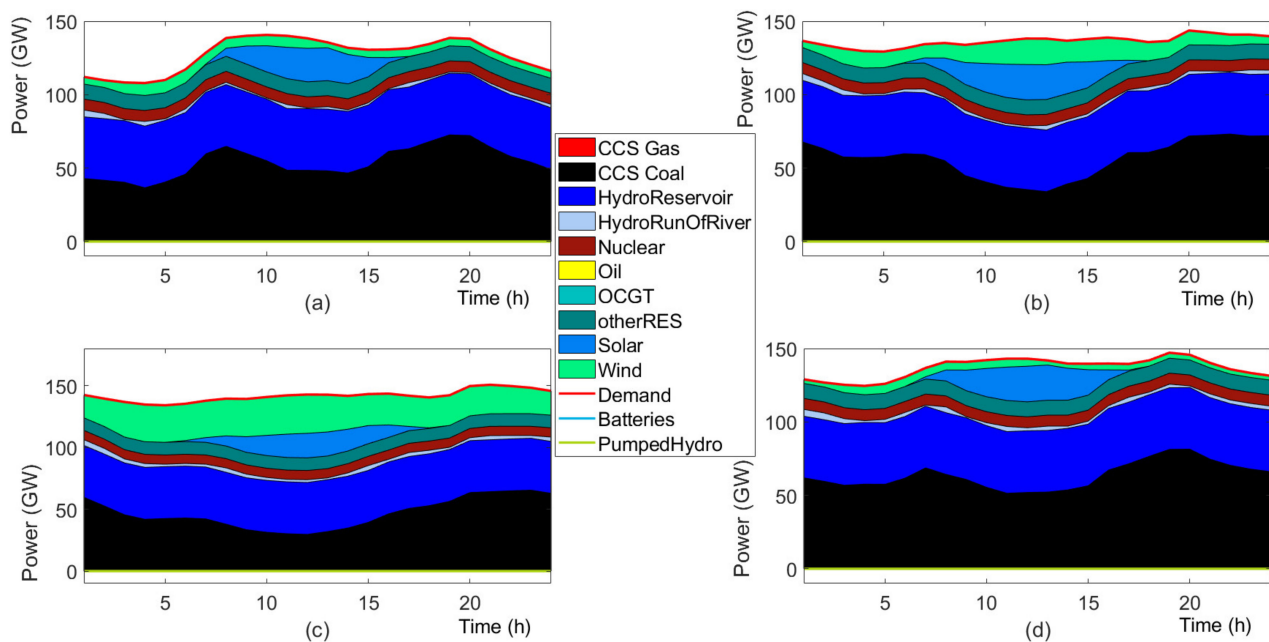 150
100
50
0
Power (GW)
5
10
15
20
Time (h)
(a)
150
100
50
0
Power (GW)
5
10
15
20
Time (h)
(b)
CCS Gas
CCS Coal
HydroReservoir
HydroRunOfRiver
Nuclear
Oil
OCGT
otherRES
Solar
Wind
Demand
Batteries
PumpedHydro
150
100
50
0
Power (GW)
5
10
15
20
Time (h)
(c)
150
100
50
0
Power (GW)
5
10
15
20
Time (h)
(d)